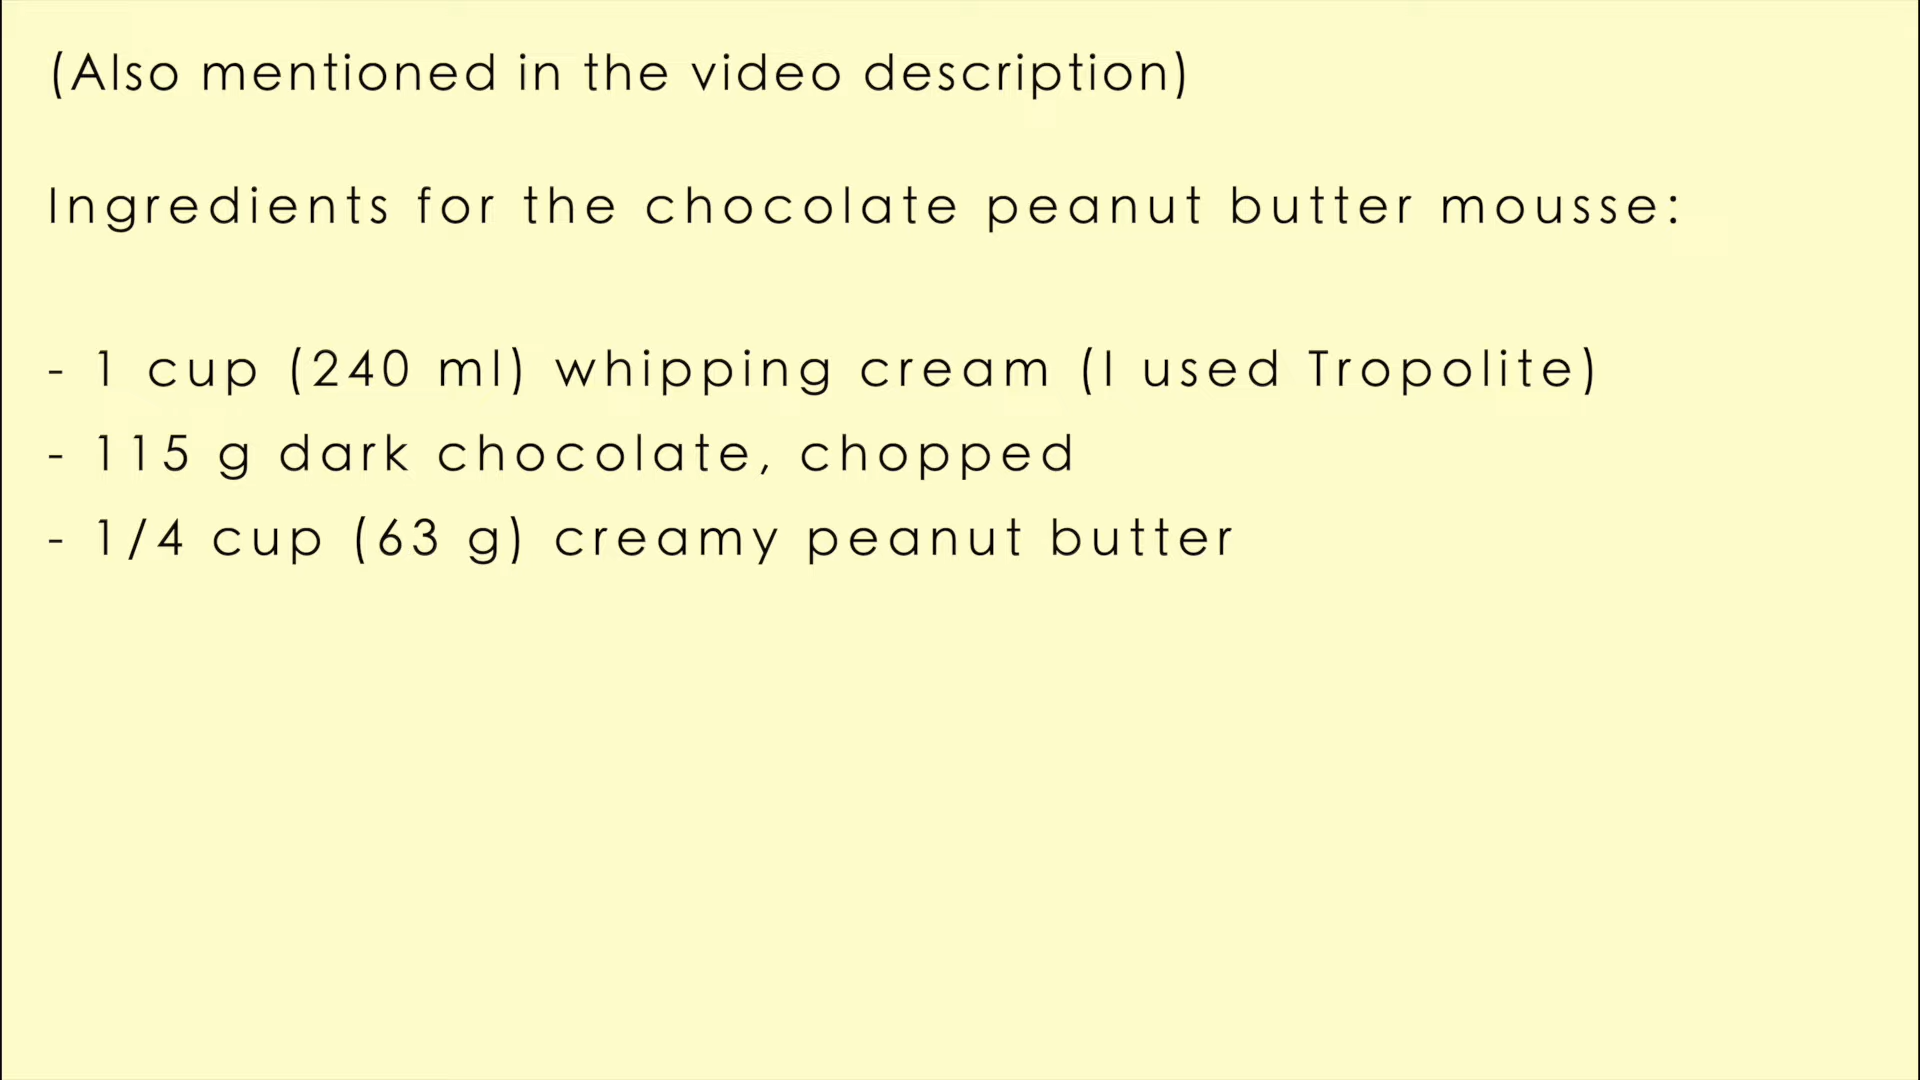 (Also mentioned in the video description)
Ingredients for the chocolate peanut butter mousse:
- 1 cup (240 ml) whipping cream (I used Tropolite)
- 115 g dark chocolate, chopped
- 1/4 cup (63 g) creamy peanut butter